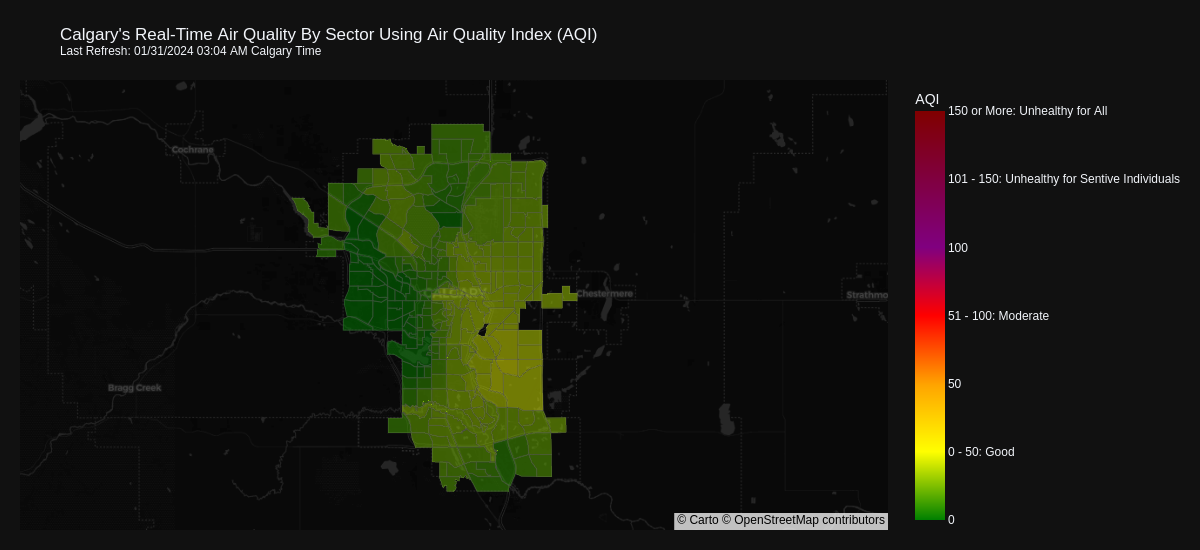 Calgary's Real-Time Air Quality By Sector Using Air Quality Index (AQI)
Last Refresh: 01/31/2024 03:04 AM Calgary Time
AQI
150 or More: Unhealthy for All
Cochrane
101 - 150: Unhealthy for Sentive Individuals
100
CALGARY
Chestermere
Strathmo
51 - 100: Moderate
50
Bragg Creek
0 - 50: Good
0
© Carto © OpenStreetMap contributors